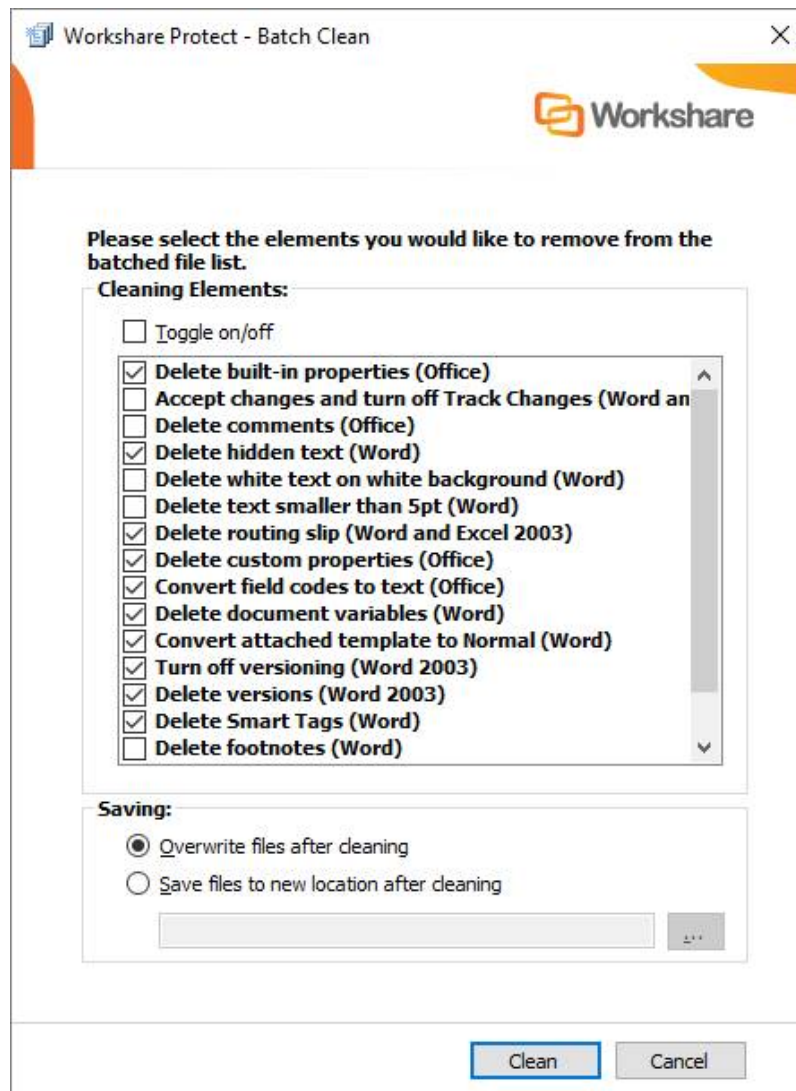 Workshare Protect - Batch Clean
Workshare
Please select the elements you would like to remove from the
batched file list.
Cleaning Elements:
Toggle on/off
Delete built-in properties (Office)
Accept changes and turn off Track Changes (Word an
Delete comments (Office)
Delete hidden text (Word)
Delete white text on white background (Word)
Delete text smaller than 5pt (Word)
Delete routing slip (Word and Excel 2003)
Delete custom properties (Office)
Convert field codes to text (Office)
Delete document variables (Word)
Convert attached template to Normal (Word)
Turn off versioning (Word 2003)
Delete versions (Word 2003)
Delete Smart Tags (Word)
Delete footnotes (Word)
Saving:
Overwrite files after cleaning
Save files to new location after cleaning
...
Clean Cancel